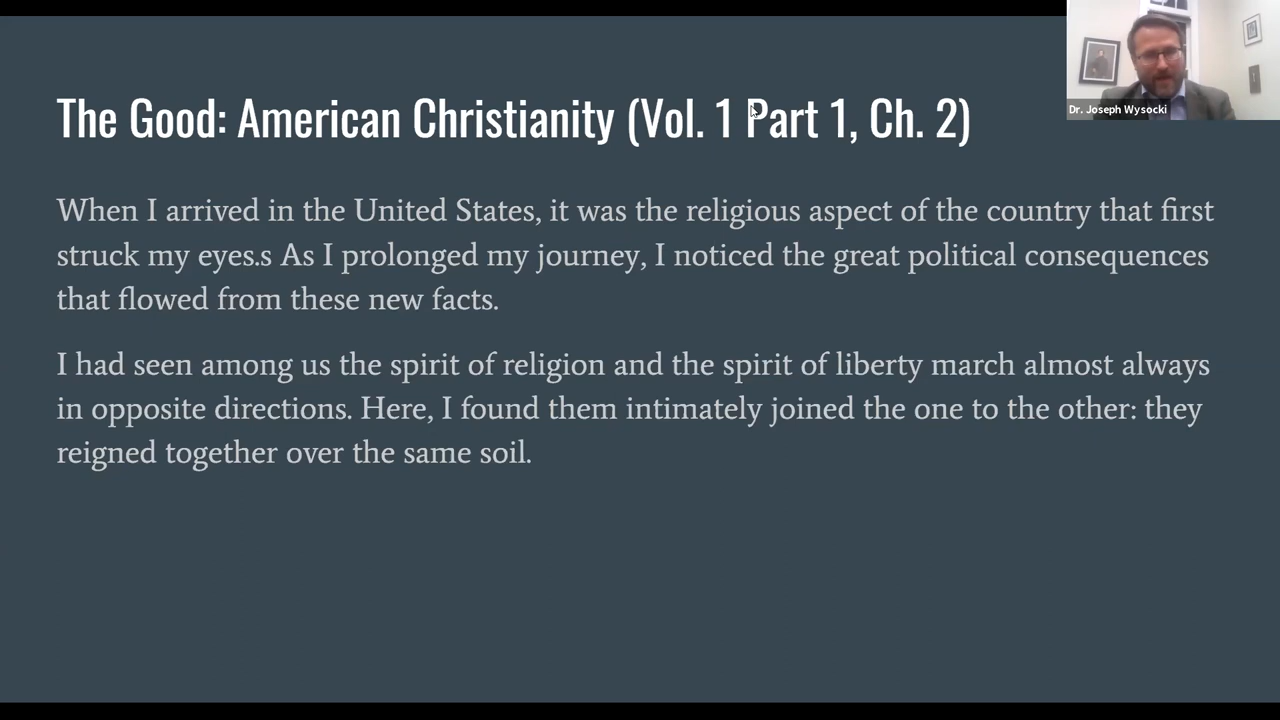 Dr. Joseph Wysocki
The Good: American Christianity (Vol. 1 Part 1, Ch. 2)
When I arrived in the United States, it was the religious aspect of the country that first
struck my eyes.s As I prolonged my journey, I noticed the great political consequences
that flowed from these new facts.
I had seen among us the spirit of religion and the spirit of liberty march almost always
in opposite directions. Here, I found them intimately joined the one to the other: they
reigned together over the same soil.